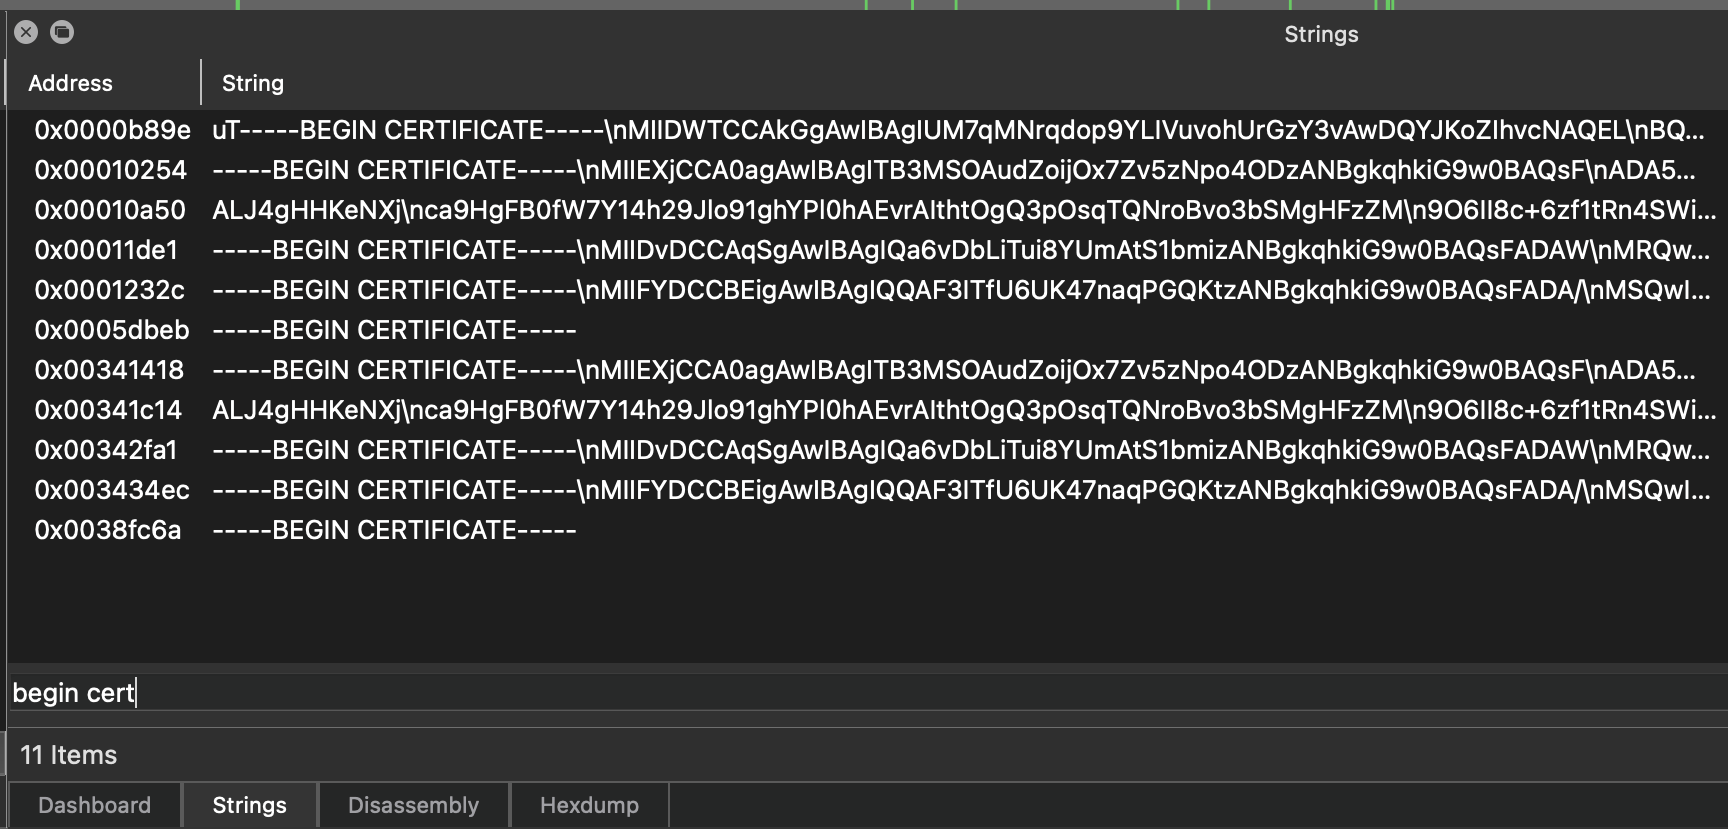 Strings
Address String
0x0000b89e uT-----BEGIN CERTIFICATE-----\nMIIDWTCCAkGgAwIBAgIUM7qMNrqdop9YLIVuvohUrGzY3vAwDQYJKoZIhvcNAQEL\nBQ...
0x00010254 -----BEGIN CERTIFICATE-----\nMIIEXjCCA0agAwIBAgITB3MSOAudZoijOx7Zv5zNpo4ODzANBgkqhkiG9w0BAQsF\nADA5...
0x00010a50 ALJ4gHHKeNXj\nca9HgFB0fW7Y14h29Jlo91ghYPl0hAEvrAIthtOgQ3pOsqTQNroBvo3bSMgHFzZM\n9O6II8c+6zf1tRn4SWi...
0x00011de1 -----BEGIN CERTIFICATE-----\nMIIDvDCCAqSgAwIBAgIQa6vDbLiTui8YUmAtS1bmizANBgkqhkiG9w0BAQsFADAW\nMRQw...
0x0001232c -----BEGIN CERTIFICATE-----\nMIIFYDCCBEigAwIBAgIQQAF3ITfU6UK47naqPGQKtzANBgkqhkiG9w0BAQsFADA/\nMSQwI...
0x0005dbeb -----BEGIN CERTIFICATE-----
0x00341418 -----BEGIN CERTIFICATE-----\nMIIEXjCCA0agAwIBAgITB3MSOAudZoijOx7Zv5zNpo4ODzANBgkqhkiG9w0BAQsF\nADA5...
0x00341c14 ALJ4gHHKeNXj\nca9HgFB0fW7Y14h29Jlo91ghYPl0hAEvrAIthtOgQ3pOsqTQNroBvo3bSMgHFzZM\n9O6II8c+6zf1tRn4SWi...
0x00342fa1 -----BEGIN CERTIFICATE-----\nMIIDvDCCAqSgAwIBAgIQa6vDbLiTui8YUmAtS1bmizANBgkqhkiG9w0BAQsFADAW\nMRQw...
0x003434ec -----BEGIN CERTIFICATE-----\nMIIFYDCCBEigAwIBAgIQQAF3ITfU6UK47naqPGQKtzANBgkqhkiG9w0BAQsFADA/\nMSQwI...
0x0038fc6a -----BEGIN CERTIFICATE-----
begin cert
11 Items
Dashboard Strings Disassembly Hexdump